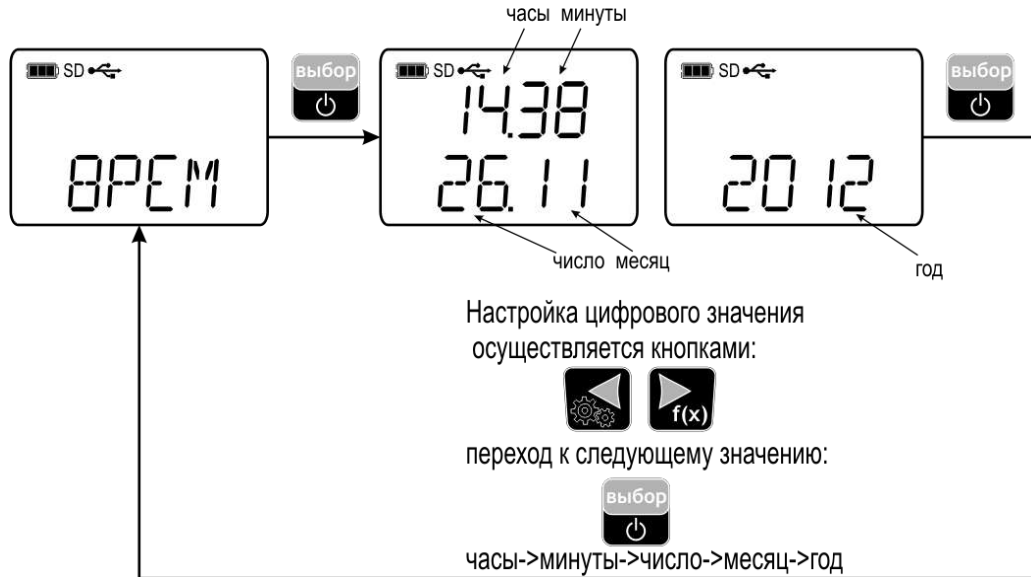 часы минуты
SD
выбор
SD
SD
выбор
14.38
8PEM
26.11
2012
число месяц
год
Настройка цифрового значения
осуществляется кнопками:
f(x)
переход к следующему значению:
выбор
часы->минуты->число->месяц->год